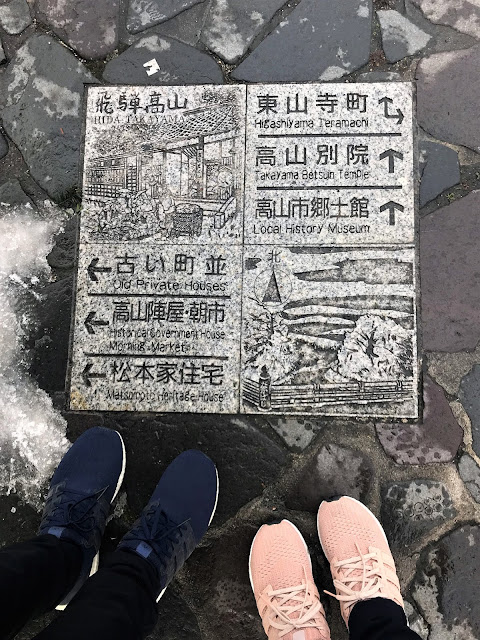 飛騨高山
HIDA TAKAYAMA
東山寺町
Higashiyama Teramachi
高山別院
Takayama Betsuin Temple
高山市郷土館
Local History Museum
古い町並
Old Private Houses
高山陣屋・朝市
Historical Government House
Morning Market
松本家住宅
Matsumoto Heritage House
北